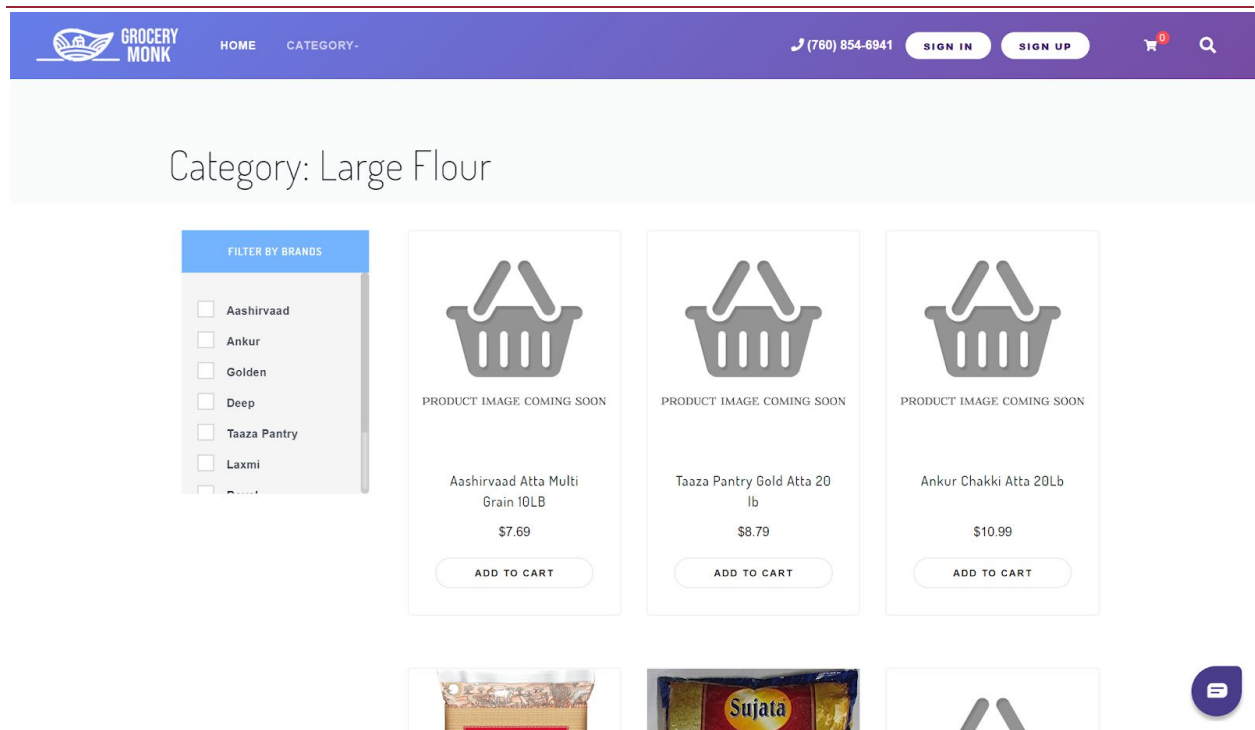 GROCERY
MONK
HOME
CATEGORY-
(760) 854-6941
SIGN IN
SIGN UP
0
Category: Large Flour
FILTER BY BRANDS
Aashirvaad
Ankur
Golden
Deep
Taaza Pantry
Laxmi
PRODUCT IMAGE COMING SOON
Aashirvaad Atta Multi
Grain 10LB
$7.69
ADD TO CART
PRODUCT IMAGE COMING SOON
Taaza Pantry Gold Atta 20
lb
$8.79
ADD TO CART
PRODUCT IMAGE COMING SOON
Ankur Chakki Atta 20Lb
$10.99
ADD TO CART
Sujata